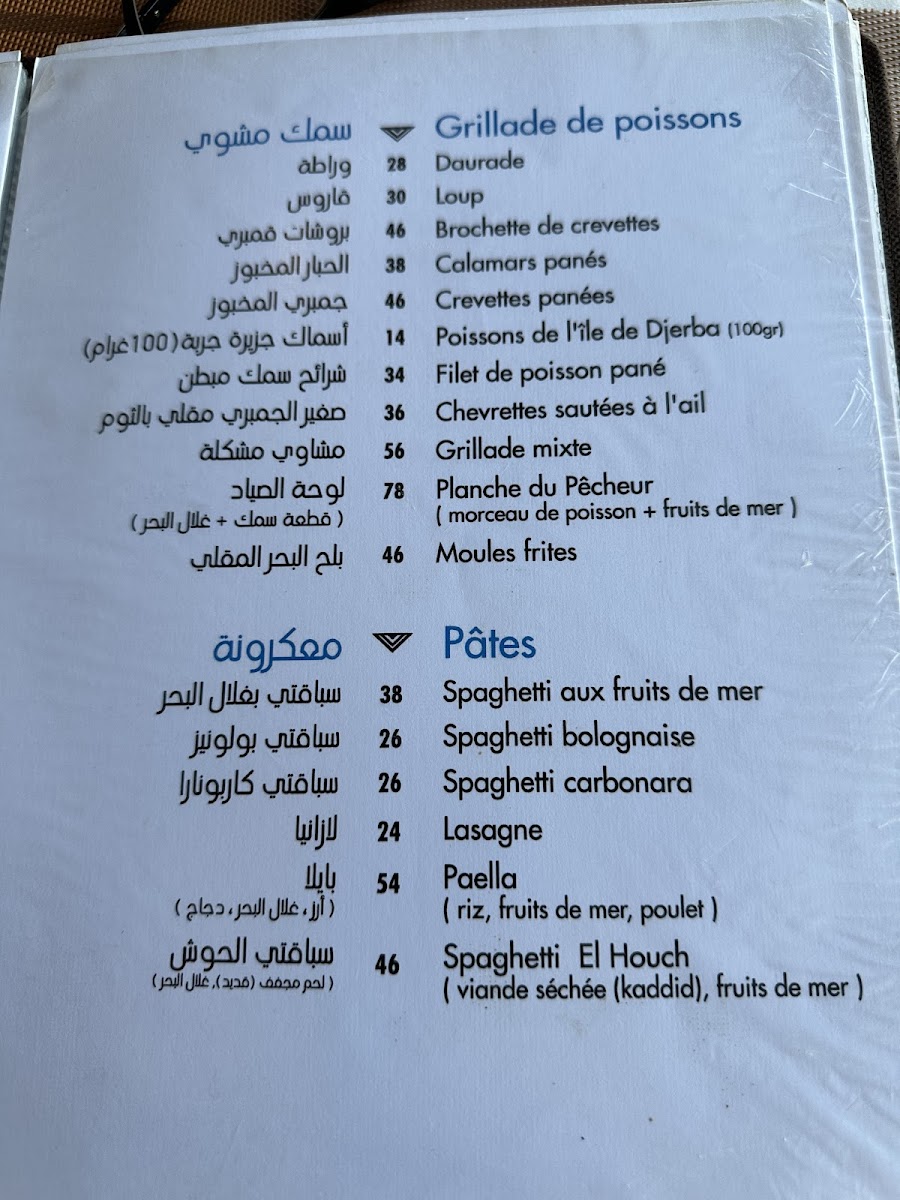 سمك مشوي Grillade de poissons
وراطة 28 Daurade
قاروس 30 Loup
بروشات قمبري 46 Brochette de crevettes
الحبار المخبوز 38 Calamars panés
جمبري المخبوز 46 Crevettes panées
أسماك جزيرة جربة (100غرام) 14 Poissons de l'île de Djerba (100gr)
شرائح سمك مبطن 34 Filet de poisson pané
صغير الجمبري مقلي بالثوم 36 Chevrettes sautées à l'ail
مشاوي مشكلة 56 Grillade mixte
لوحة الصياد 78 Planche du Pêcheur
( قطعة سمك + غلال البحر ) ( morceau de poisson + fruits de mer )
بلح البحر المقلي 46 Moules frites
معكرونة Pâtes
سباقتي بغلال البحر 38 Spaghetti aux fruits de mer
سباقتي بولونيز 26 Spaghetti bolognaise
سباقتي كاربونارا 26 Spaghetti carbonara
لازانيا 24 Lasagne
بايلا 54 Paella
( أرز، غلال البحر، دجاج ) ( riz, fruits de mer, poulet )
سباقتي الحوش 46 Spaghetti El Houch
( لحم مجفف (قديد)، غلال البحر ) ( viande séchée (kaddid), fruits de mer )